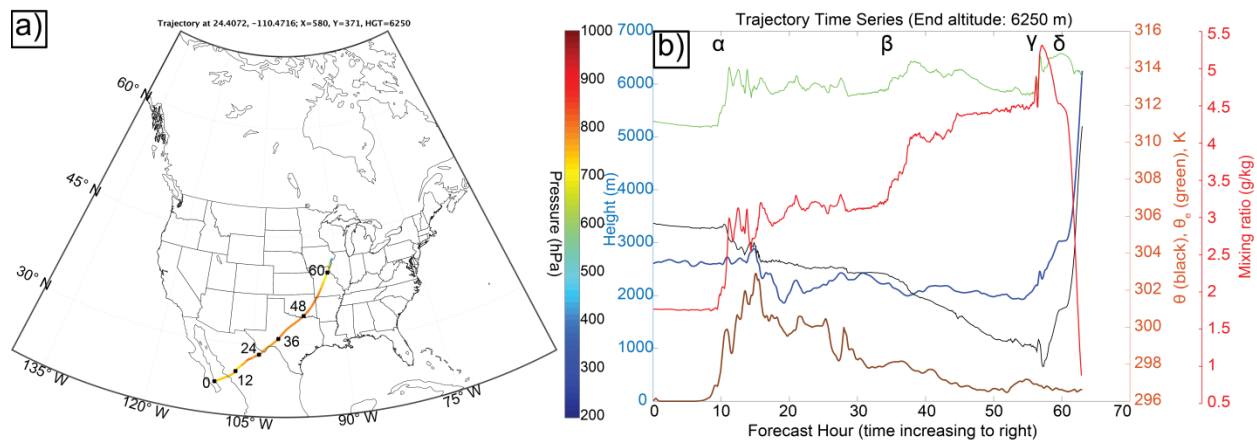 a)
Trajectory at 24.4072, -110.4716; X=580, Y=371, HGT=6250
60° N
45° N
30° N
135° W
120° W
105° W
90° W
75° W
0
12
24
36
48
60
1000
900
800
700
600
500
400
300
200
Pressure (hPa)
b)
Trajectory Time Series (End altitude: 6250 m)
α
β
γ
δ
7000
6000
5000
4000
3000
2000
1000
0
Height (m)
0
10
20
30
40
50
60
70
Forecast Hour (time increasing to right)
316
314
312
310
308
306
304
302
300
298
296
θ (black), θe (green), K
5.5
5
4.5
4
3.5
3
2.5
2
1.5
1
0.5
Mixing ratio (g/kg)